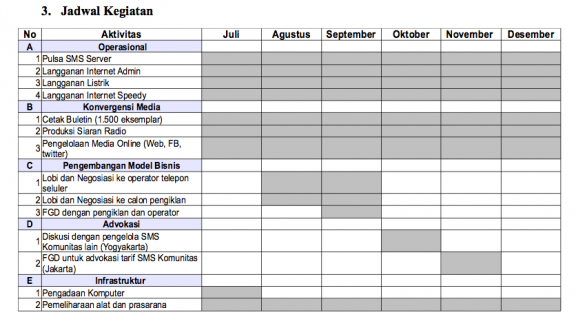 3. Jadwal Kegiatan
No Aktivitas Juli Agustus September Oktober November Desember
A Operasional
1 Pulsa SMS Server
2 Langganan Internet Admin
3 Langganan Listrik
4 Langganan Internet Speedy
B Konvergensi Media
1 Cetak Buletin (1.500 eksemplar)
2 Produksi Siaran Radio
3 Pengelolaan Media Online (Web, FB,
twitter)
C Pengembangan Model Bisnis
1 Lobi dan Negosiasi ke operator telepon
seluler
2 Lobi dan Negosiasi ke calon pengiklan
3 FGD dengan pengiklan dan operator
D Advokasi
1 Diskusi dengan pengelola SMS
Komunitas lain (Yogyakarta)
2 FGD untuk advokasi tarif SMS Komunitas
(Jakarta)
E Infrastruktur
1 Pengadaan Komputer
2 Pemeliharaan alat dan prasarana